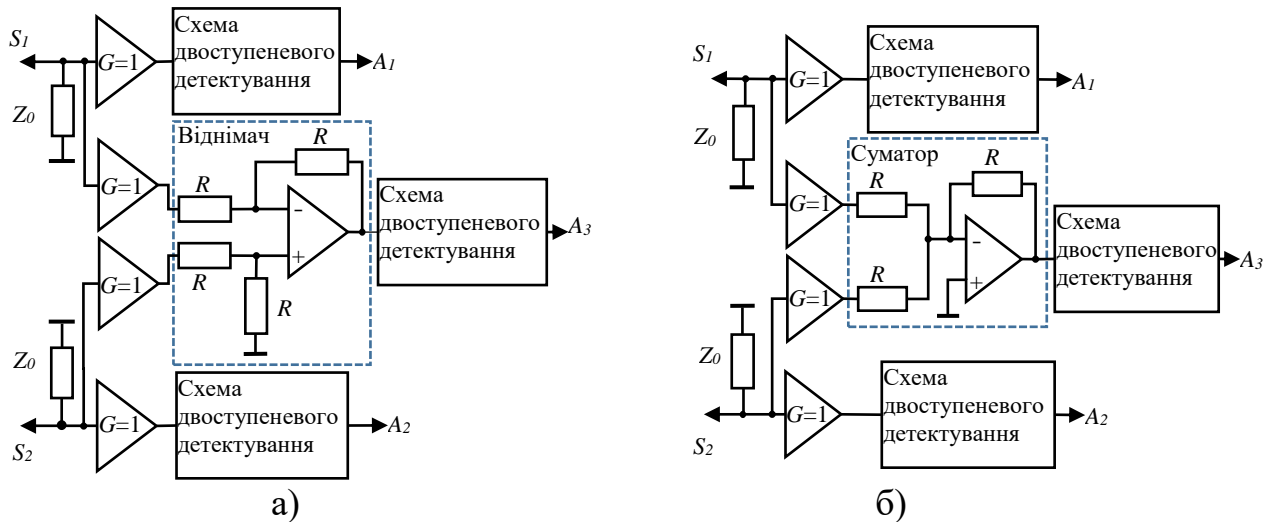 S1
Z0
G=1
Схема
двоступеневого
детектування
A1
G=1
Віднімач
R
R
-
+
R
R
Схема
двоступеневого
детектування
A3
G=1
Z0
S2
G=1
Схема
двоступеневого
детектування
A2
а)
S1
Z0
G=1
Схема
двоступеневого
детектування
A1
G=1
Суматор
R
R
-
+
R
Схема
двоступеневого
детектування
A3
G=1
Z0
S2
G=1
Схема
двоступеневого
детектування
A2
б)